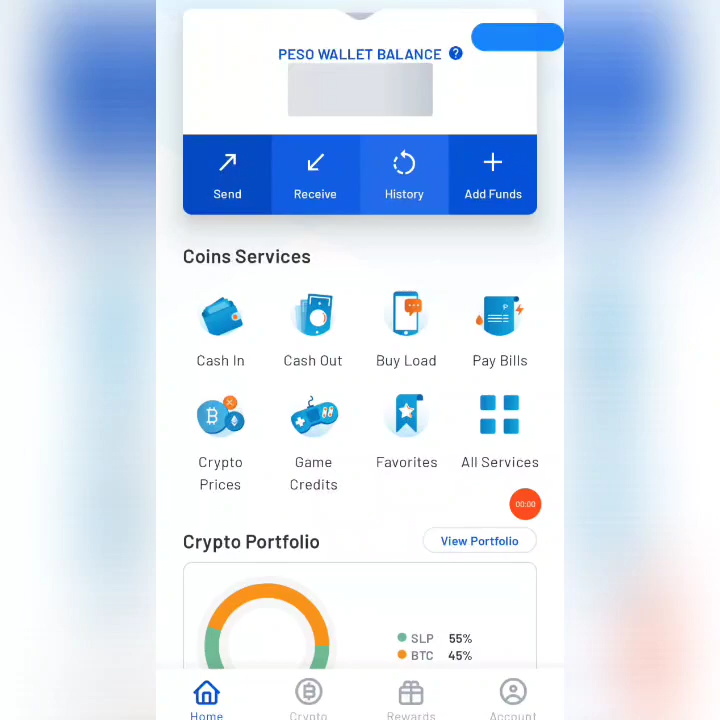 PESO WALLET BALANCE ?
Send Receive History Add Funds
Coins Services
Cash In Cash Out Buy Load Pay Bills
Crypto Prices Game Credits Favorites All Services
00:00
Crypto Portfolio View Portfolio
SLP 55%
BTC 45%
Home Crypto Rewards Account